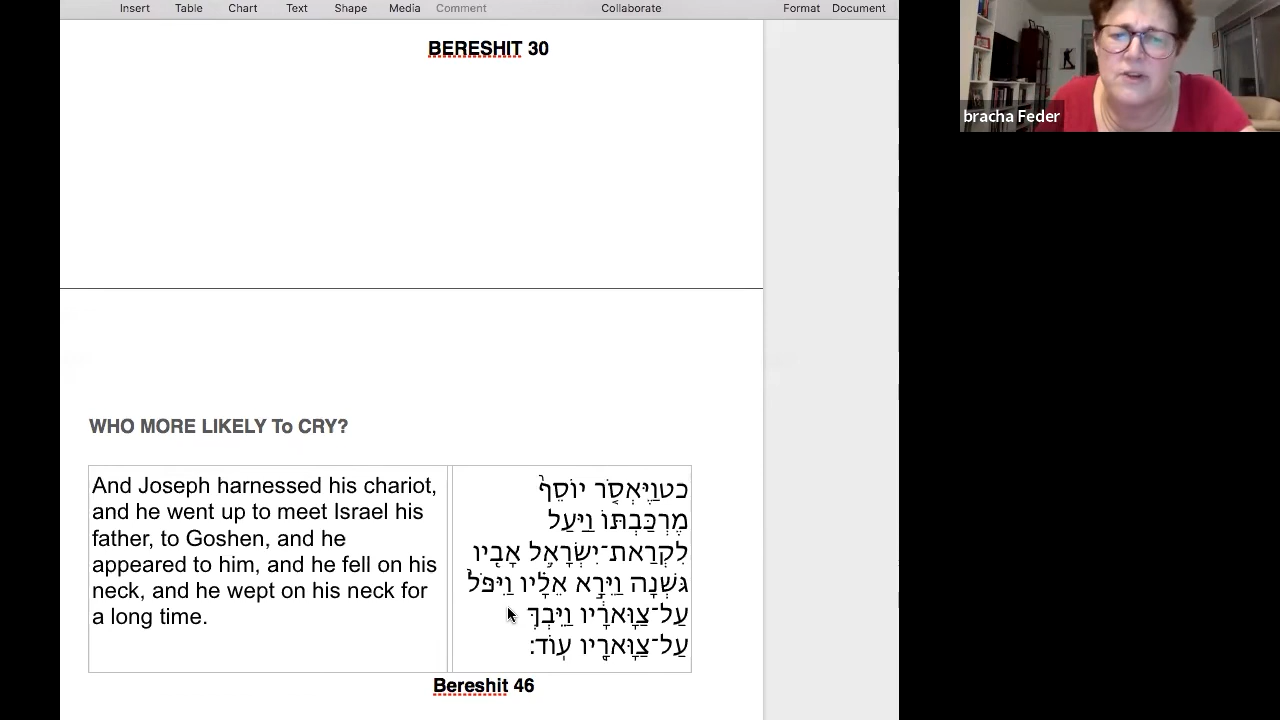 Insert Table Chart Text Shape Media Comment Collaborate Format Document
BERESHIT 30
bracha Feder
WHO MORE LIKELY To CRY?
And Joseph harnessed his chariot,
and he went up to meet Israel his
father, to Goshen, and he
appeared to him, and he fell on his
neck, and he wept on his neck for
a long time.
כטוַיֶּאְסֹ֤ר יוֹסֵף֙
מֶרְכַּבְתּ֔וֹ וַיַּ֛עַל
לִקְרַאת־יִשְׂרָאֵ֥ל אָבִ֖יו
גּשְׁנָה וַיֵּרָ֣א אֵלָ֗יו וַיִּפֹּל֙
עַל־צַוָּארָ֔יו וַיֵּ֥בְךְּ
עַל־צַוָּארָ֖יו עֽוֹד׃
Bereshit 46